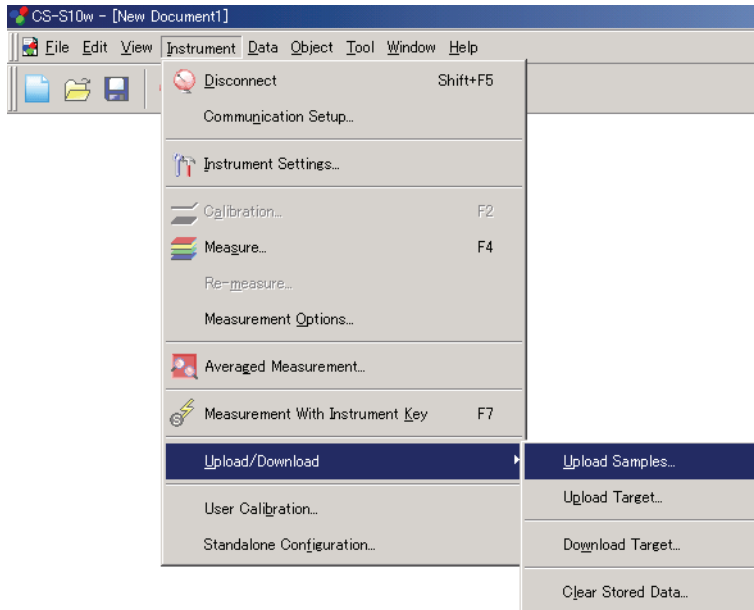 CS-S10w - [New Document1]
File Edit View Instrument Data Object Tool Window Help
Disconnect Shift+F5
Communication Setup...
Instrument Settings...
Calibration... F2
Measure... F4
Re-measure...
Measurement Options...
Averaged Measurement...
S Measurement With Instrument Key F7
Upload/Download
Upload Samples...
Upload Target...
Download Target...
Clear Stored Data...
User Calibration...
Standalone Configuration...